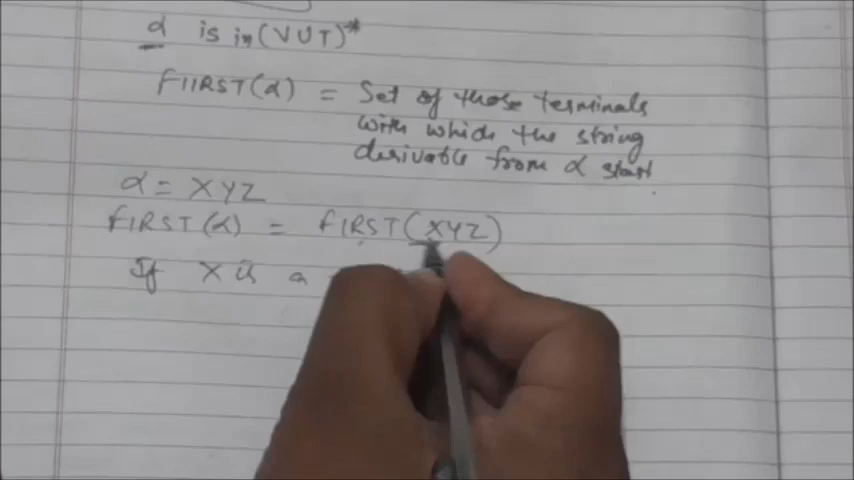 α is in (V U T)*
FIIRST(α) = Set of those terminals
with which the string
derivable from α start
α = XYZ
FIRST(α) = FIRST(XYZ)
If X is a